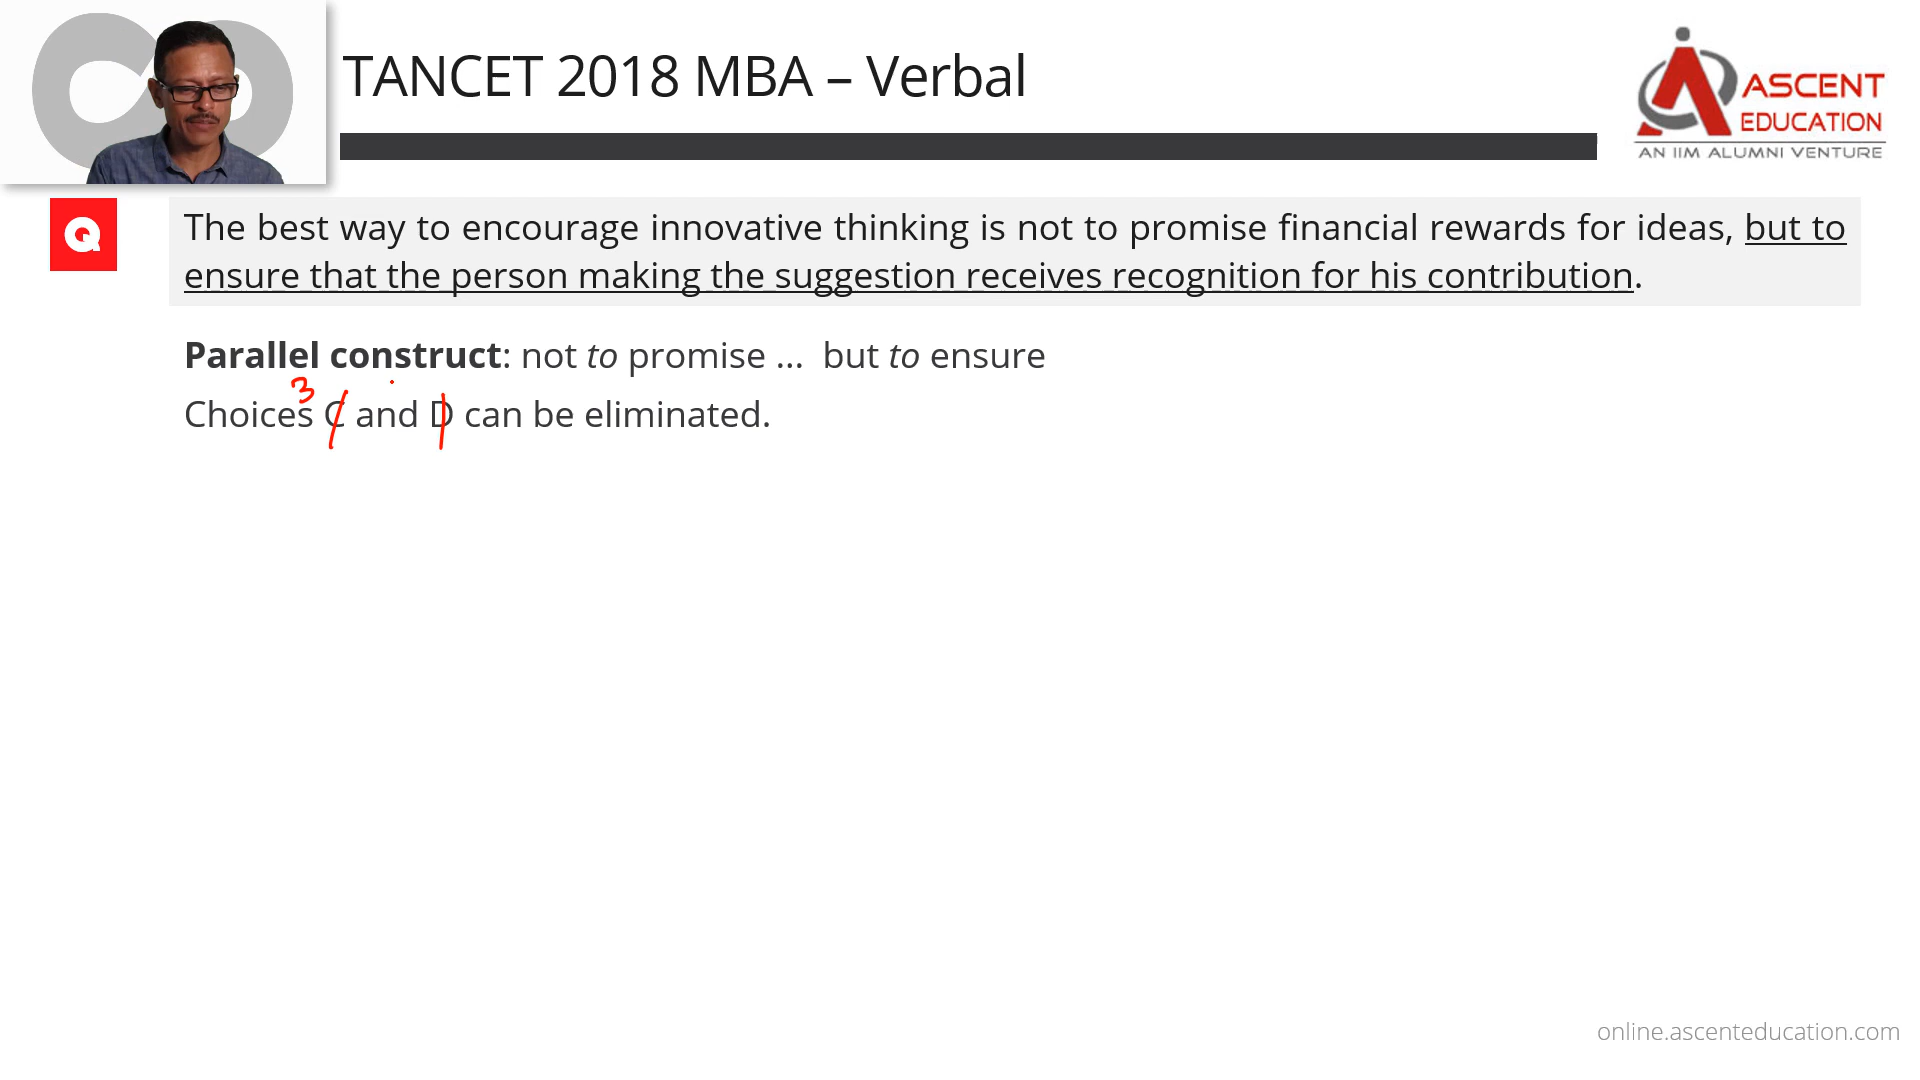 TANCET 2018 MBA – Verbal
ASCENT
EDUCATION
AN IIM ALUMNI VENTURE
Q
The best way to encourage innovative thinking is not to promise financial rewards for ideas, but to
ensure that the person making the suggestion receives recognition for his contribution.
Parallel construct: not to promise ... but to ensure
3
Choices C and D can be eliminated.
online.ascenteducation.com